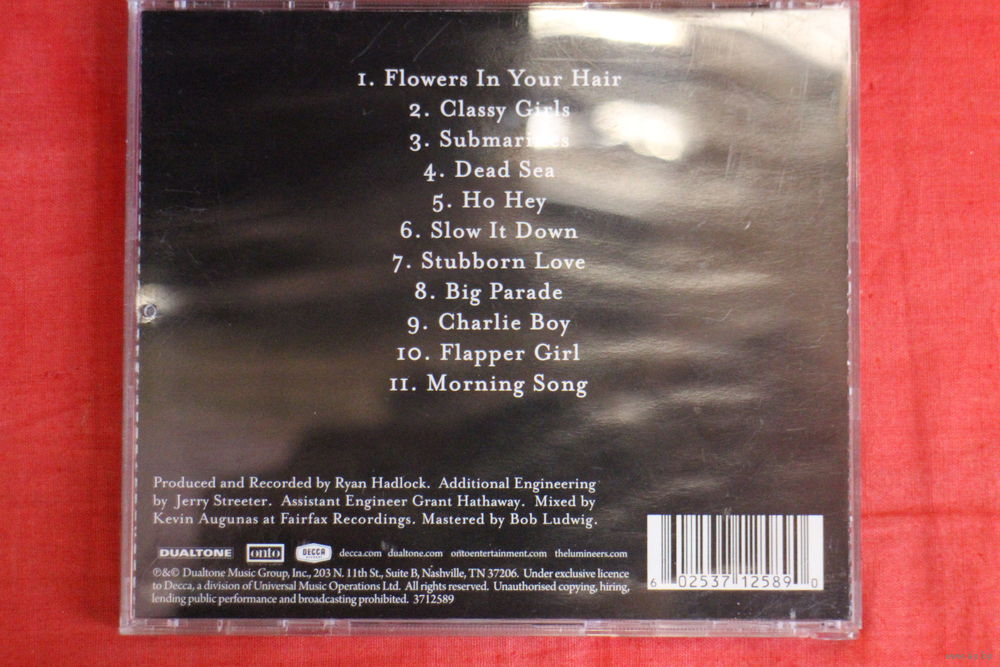 1. Flowers In Your Hair
2. Classy Girls
3. Submarines
4. Dead Sea
5. Ho Hey
6. Slow It Down
7. Stubborn Love
8. Big Parade
9. Charlie Boy
10. Flapper Girl
11. Morning Song
Produced and Recorded by Ryan Hadlock. Additional Engineering
by Jerry Streeter. Assistant Engineer Grant Hathaway. Mixed by
Kevin Augunas at Fairfax Recordings. Mastered by Bob Ludwig.
DUALTONE onto DECCA decca.com dualtone.com ontoentertainment.com thelumineers.com
℗&© Dualtone Music Group, Inc., 203 N. 11th St., Suite B, Nashville, TN 37206. Under exclusive licence
to Decca, a division of Universal Music Operations Ltd. All rights reserved. Unauthorised copying, hiring,
lending public performance and broadcasting prohibited. 3712589
6 02537 12589 0